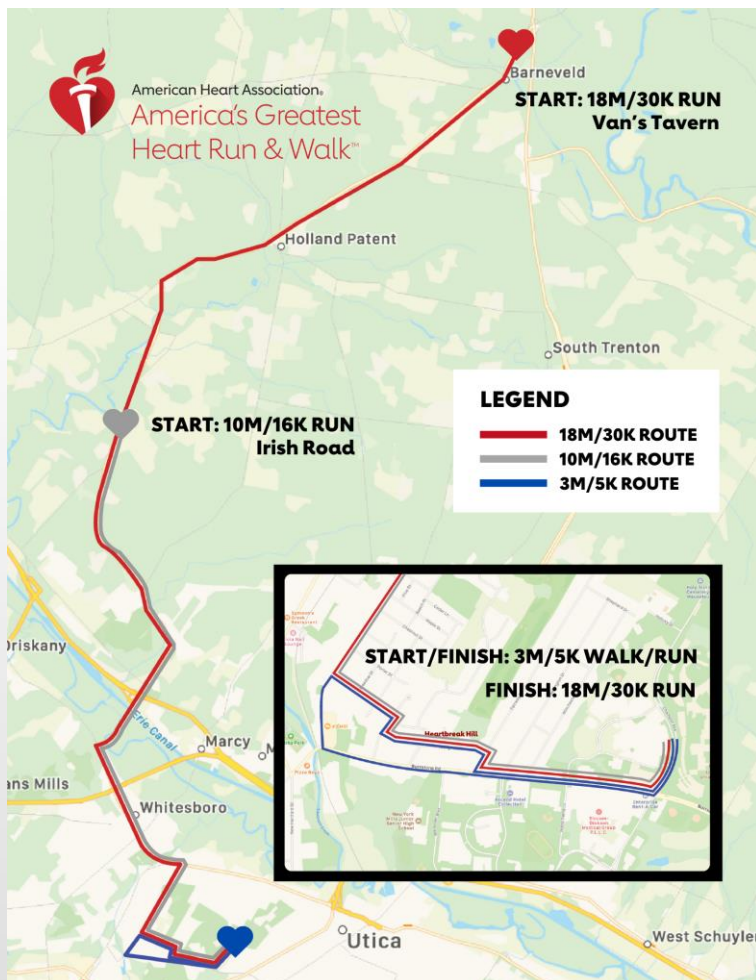 American Heart Association®
America's Greatest
Heart Run & Walk™
Barneveld
START: 18M/30K RUN
Van's Tavern
Holland Patent
South Trenton
START: 10M/16K RUN
Irish Road
LEGEND
18M/30K ROUTE
10M/16K ROUTE
3M/5K ROUTE
START/FINISH: 3M/5K WALK/RUN
FINISH: 18M/30K RUN
Heartbreak Hill
Oriskany
Erie Canal
Marcy
M
ans Mills
Whitesboro
Utica
West Schuyler